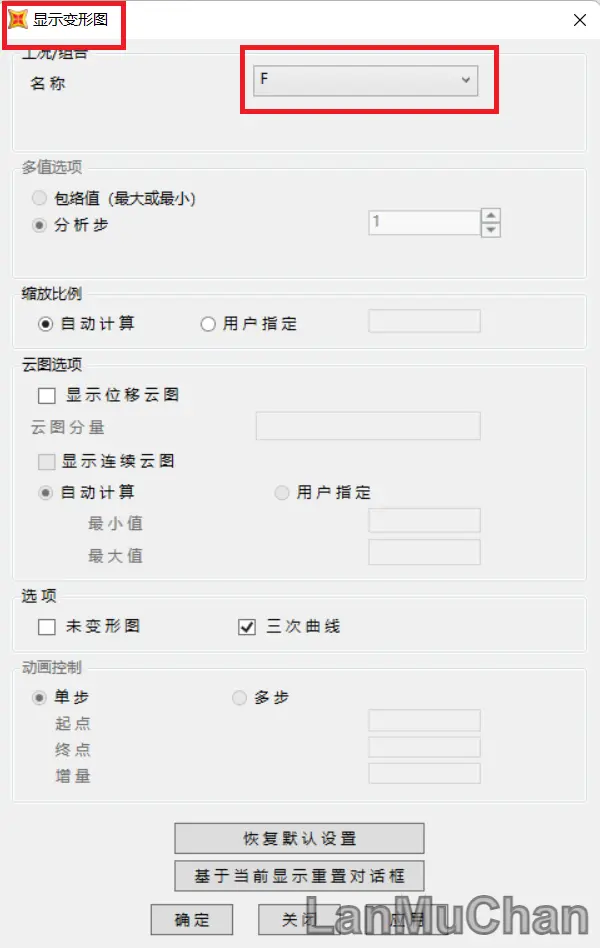 显示变形图
工况/组合
名称
F
多值选项
包络值（最大或最小）
分析步
1
缩放比例
自动计算
用户指定
云图选项
显示位移云图
云图分量
显示连续云图
自动计算
用户指定
最小值
最大值
选项
未变形图
三次曲线
动画控制
单步
多步
起点
终点
增量
恢复默认设置
基于当前显示重置对话框
确定
关闭
应用
LanMuChan